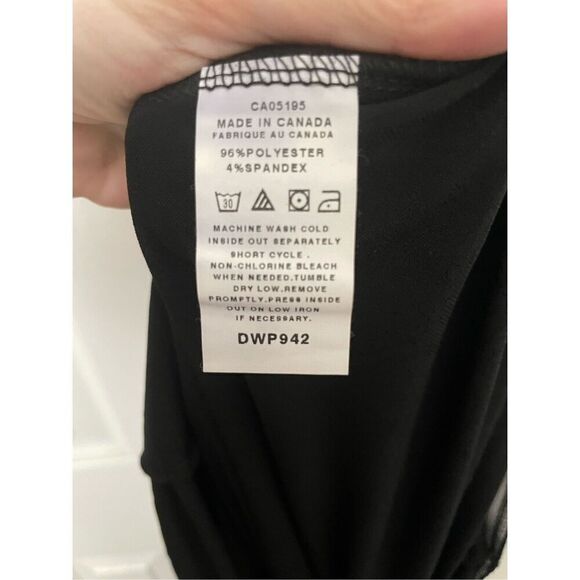 CA05195
MADE IN CANADA
FABRIQUE AU CANADA
96%POLYESTER
4%SPANDEX
30
MACHINE WASH COLD
INSIDE OUT SEPARATELY
SHORT CYCLE .
NON-CHLORINE BLEACH
WHEN NEEDED.TUMBLE
DRY LOW.REMOVE
PROMPTLY.PRESS INSIDE
OUT ON LOW IRON
IF NECESSARY.
DWP942